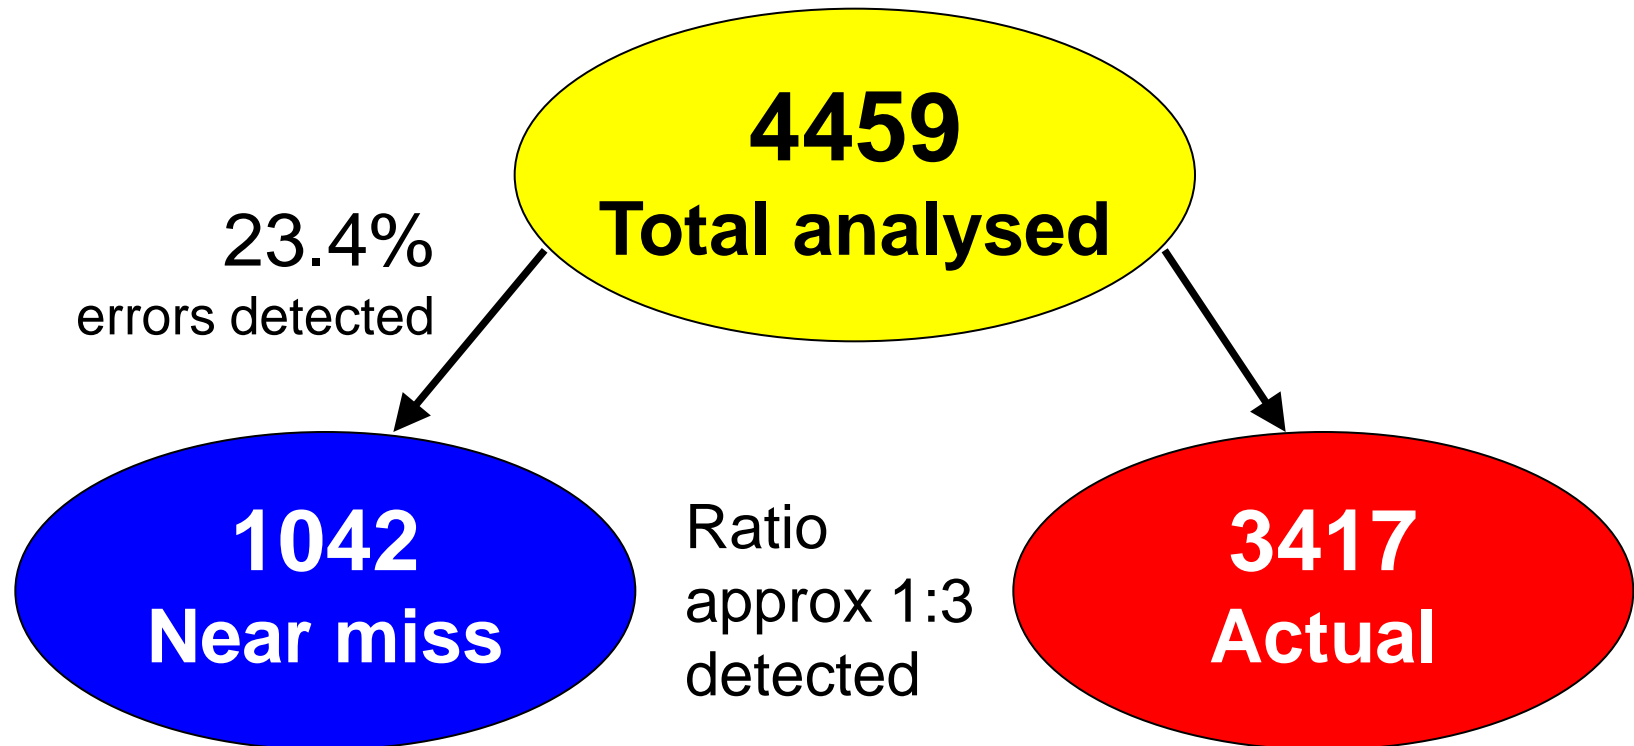 4459
Total analysed
23.4%
errors detected
1042
Near miss
Ratio
approx 1:3
detected
3417
Actual